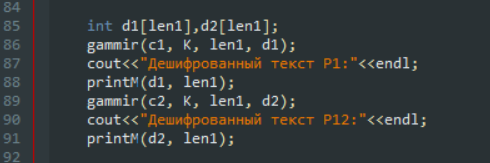 84
85 int d1[len1],d2[len1];
86 gammir(c1, K, len1, d1);
87 cout<<"Дешифрованный текст P1:"<<endl;
88 printM(d1, len1);
89 gammir(c2, K, len1, d2);
90 cout<<"Дешифрованный текст P12:"<<endl;
91 printM(d2, len1);
92